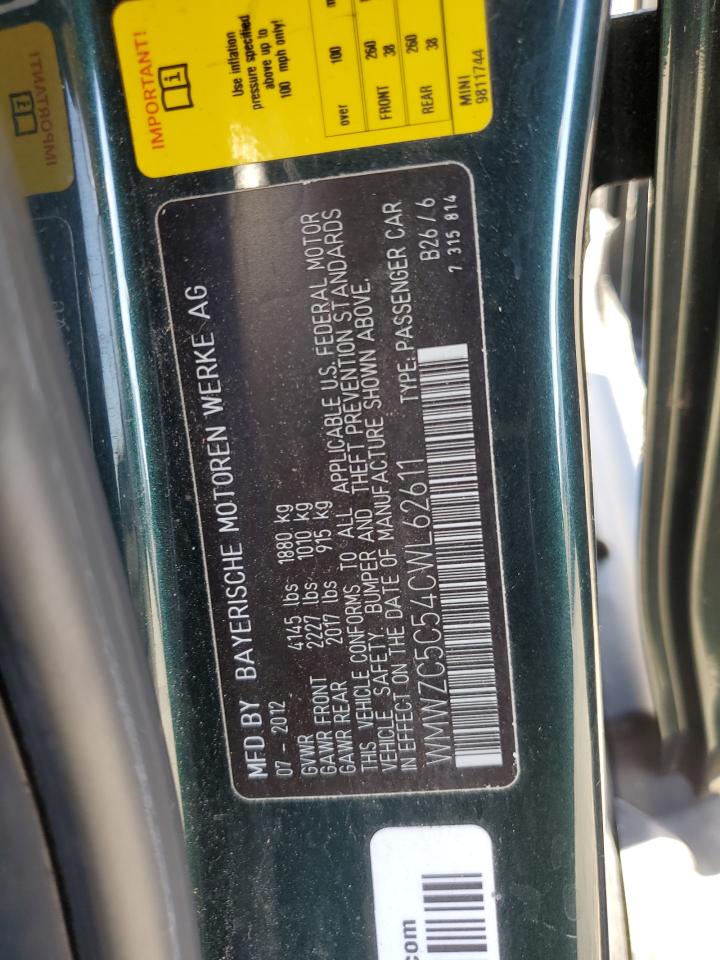 IMPORTANT!
Use inflation
pressure specified
above up to
100 mph only!
over 100
260
FRONT 38
260
REAR 38
MINI
9811744
MFD BY BAYERISCHE MOTOREN WERKE AG
07 - 2012
GVWR 4145 lbs 1880 kg
GAWR FRONT 2227 lbs 1010 kg
GAWR REAR 2017 lbs 915 kg
THIS VEHICLE CONFORMS TO ALL APPLICABLE U.S. FEDERAL MOTOR
VEHICLE SAFETY, BUMPER AND THEFT PREVENTION STANDARDS
IN EFFECT ON THE DATE OF MANUFACTURE SHOWN ABOVE.
WMWZC5C54CWL62611 TYPE: PASSENGER CAR
B26 / 6
7 315 814
IMPORTANT!
.com